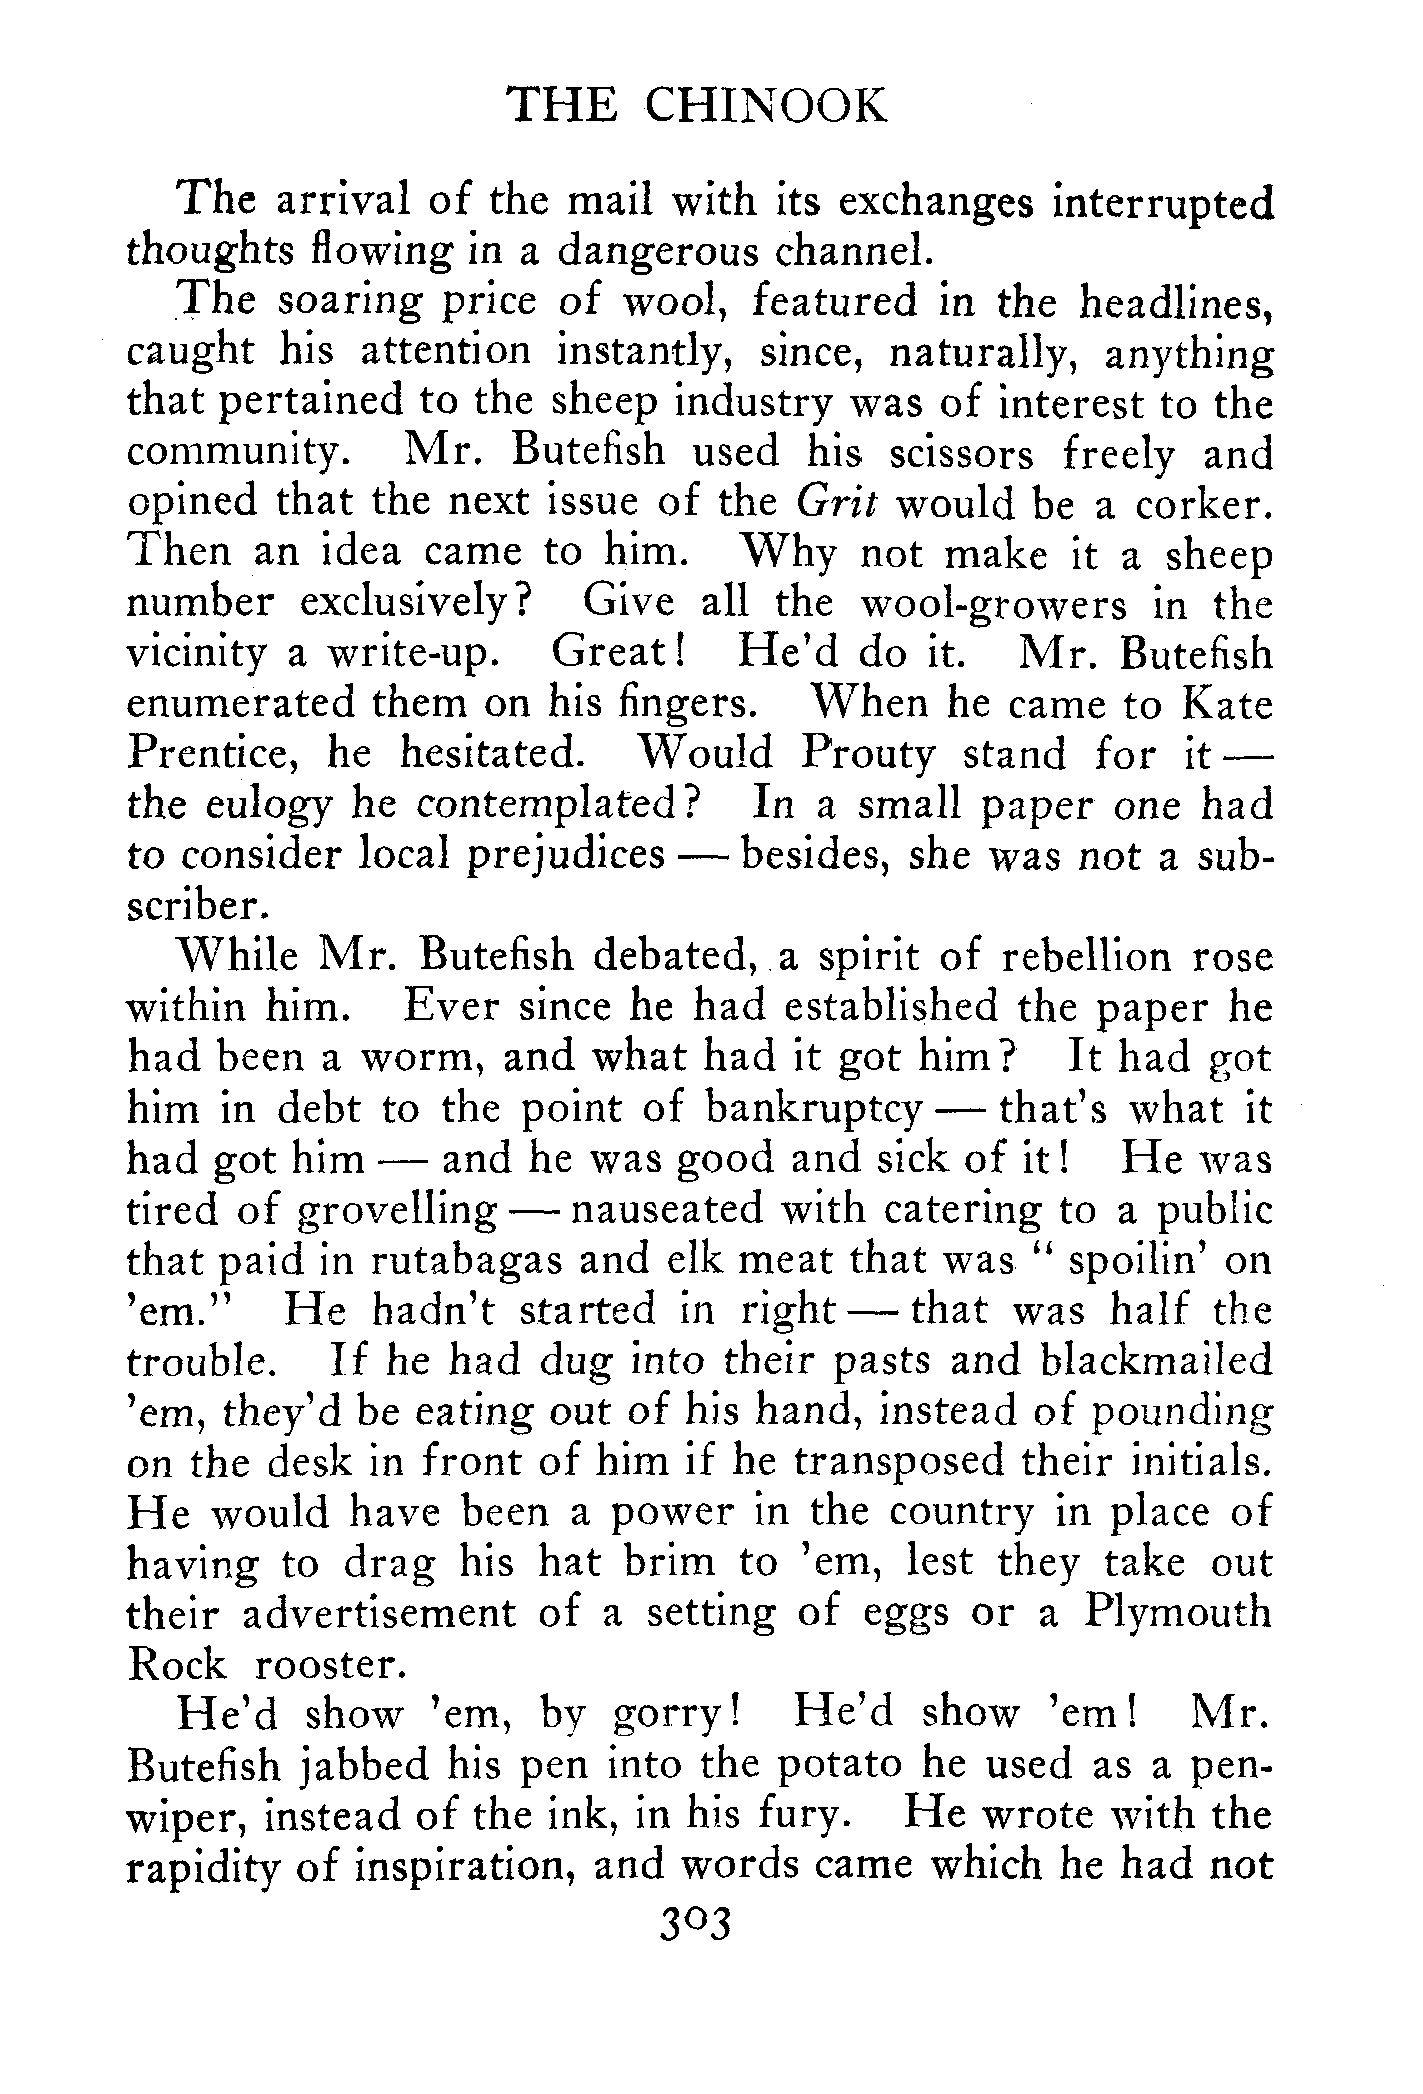 THE CHINOOK
The arrival of the mail with its exchanges interrupted
thoughts flowing in a dangerous channel.
The soaring price of wool, featured in the headlines,
caught his attention instantly, since, naturally, anything
that pertained to the sheep industry was of interest to the
community. Mr. Butefish used his scissors freely and
opined that the next issue of the Grit would be a corker.
Then an idea came to him. Why not make it a sheep
number exclusively? Give all the wool-growers in the
vicinity a write-up. Great! He'd do it. Mr. Butefish
enumerated them on his fingers. When he came to Kate
Prentice, he hesitated. Would Prouty stand for it —
the eulogy he contemplated? In a small paper one had
to consider local prejudices — besides, she was not a sub-
scriber.
While Mr. Butefish debated, a spirit of rebellion rose
within him. Ever since he had established the paper he
had been a worm, and what had it got him? It had got
him in debt to the point of bankruptcy — that's what it
had got him — and he was good and sick of it! He was
tired of grovelling — nauseated with catering to a public
that paid in rutabagas and elk meat that was " spoilin' on
'em." He hadn't started in right — that was half the
trouble. If he had dug into their pasts and blackmailed
'em, they'd be eating out of his hand, instead of pounding
on the desk in front of him if he transposed their initials.
He would have been a power in the country in place of
having to drag his hat brim to 'em, lest they take out
their advertisement of a setting of eggs or a Plymouth
Rock rooster.
He'd show 'em, by gorry! He'd show 'em! Mr.
Butefish jabbed his pen into the potato he used as a pen-
wiper, instead of the ink, in his fury. He wrote with the
rapidity of inspiration, and words came which he had not
303